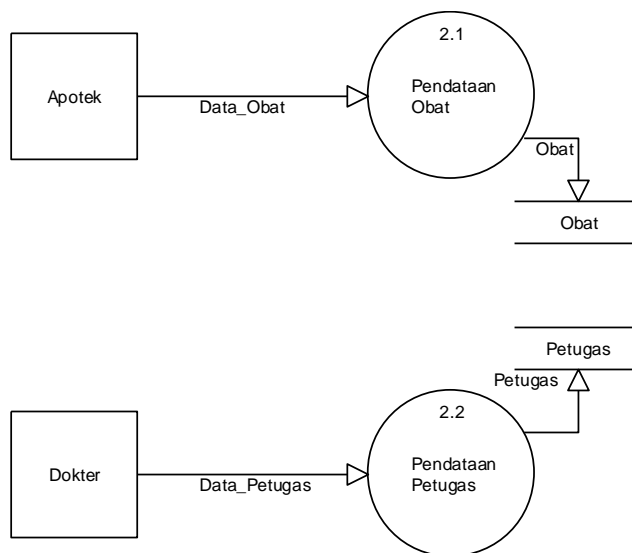 2.1
Apotek
Pendataan
Obat
Data_Obat
Obat
Obat
Petugas
Petugas
2.2
Dokter
Pendataan
Petugas
Data_Petugas